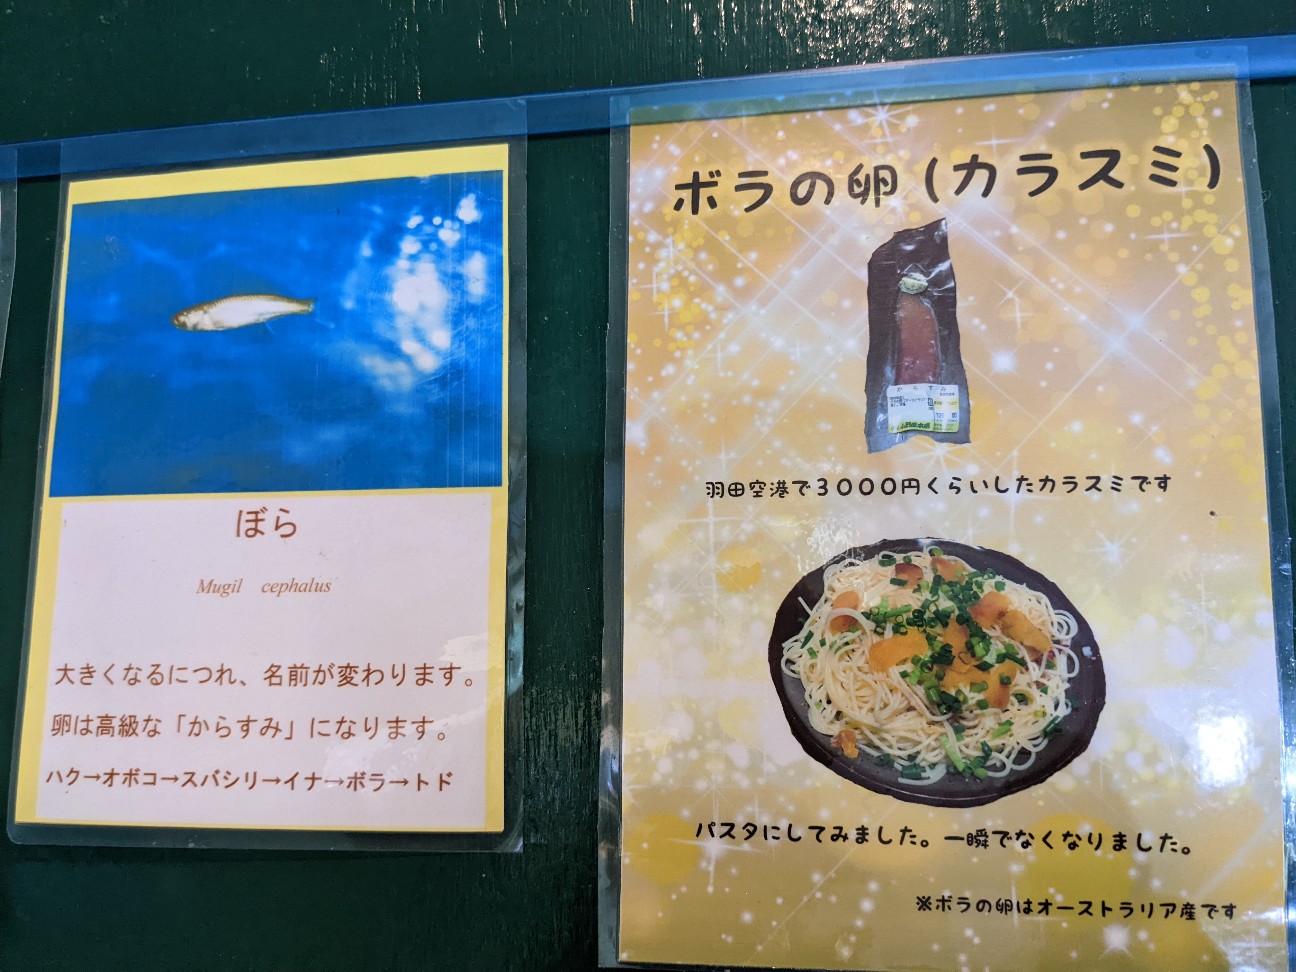 ぼら
Mugil cephalus
大きくなるにつれ、名前が変わります。
卵は高級な「からすみ」になります。
ハク→オボコ→スバシリ→イナ→ボラ→トド
ボラの卵(カラスミ)
からすみ
羽田空港で3000円くらいしたカラスミです
パスタにしてみました。一瞬でなくなりました。
※ボラの卵はオーストラリア産です